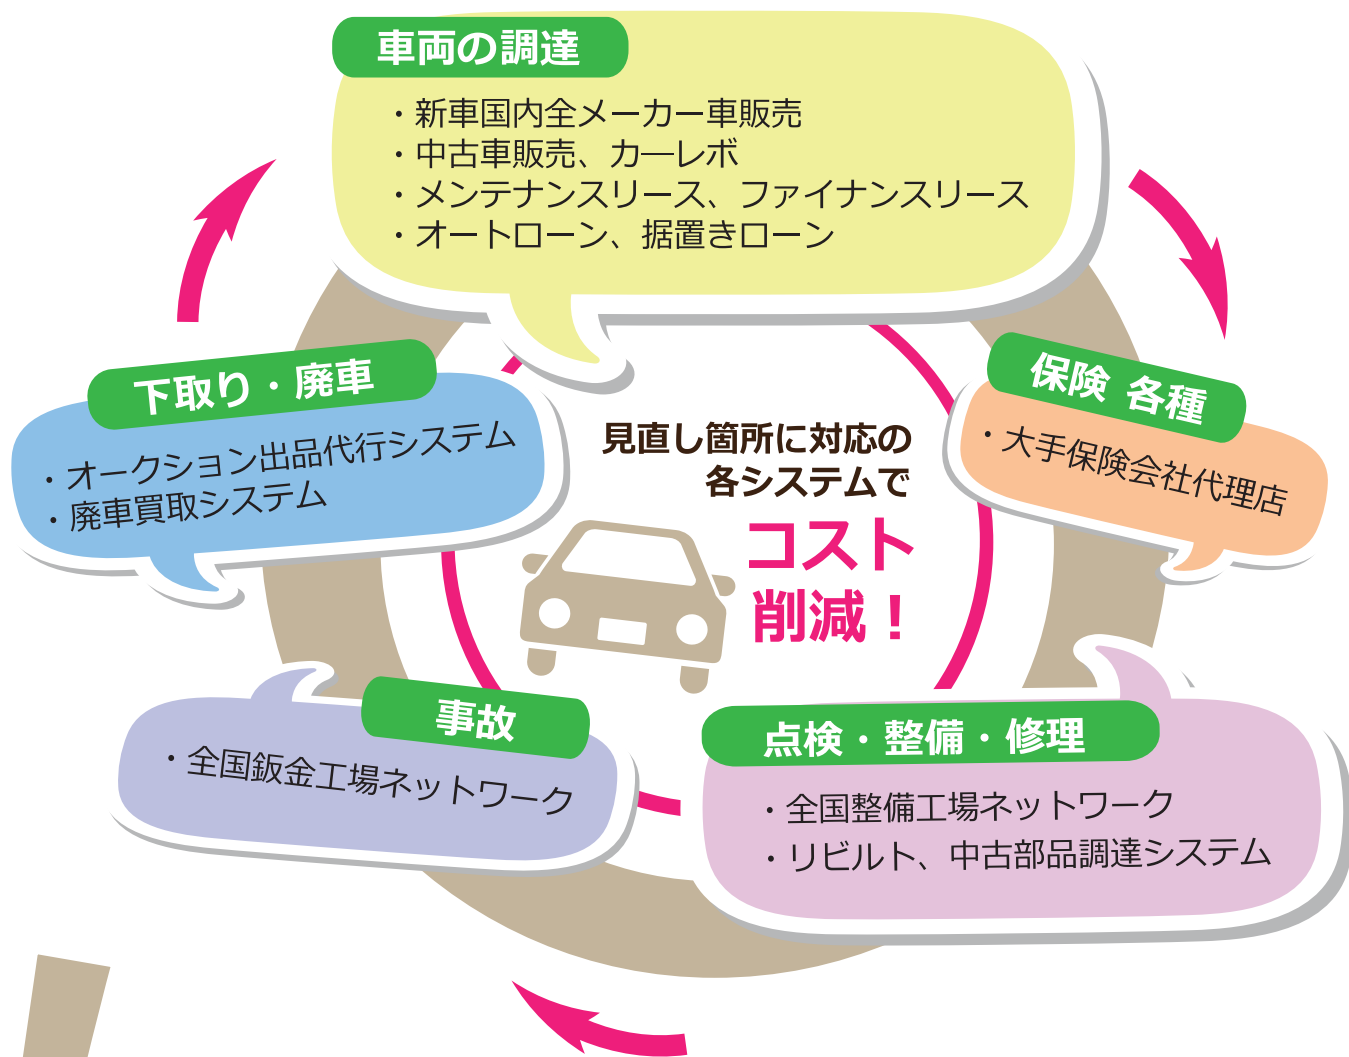 車両の調達
・新車国内全メーカー車販売
・中古車販売、カーレボ
・メンテナンスリース、ファイナンスリース
・オートローン、据置きローン
下取り・廃車
・オークション出品代行システム
・廃車買取システム
保険 各種
・大手保険会社代理店
見直し箇所に対応の
各システムで
コスト
削減！
事故
・全国鈑金工場ネットワーク
点検・整備・修理
・全国整備工場ネットワーク
・リビルト、中古部品調達システム